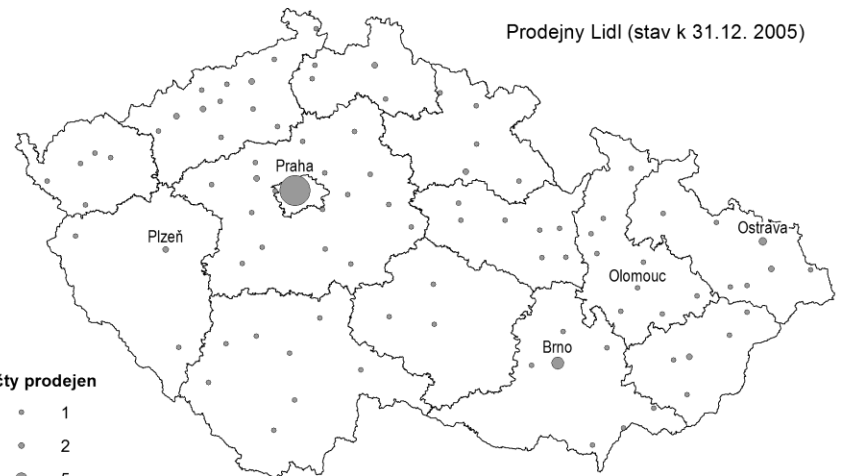 Prodejny Lidl (stav k 31.12. 2005)
Praha
Plzeň
Ostrava
Olomouc
Brno
čty prodejen
1
2
5